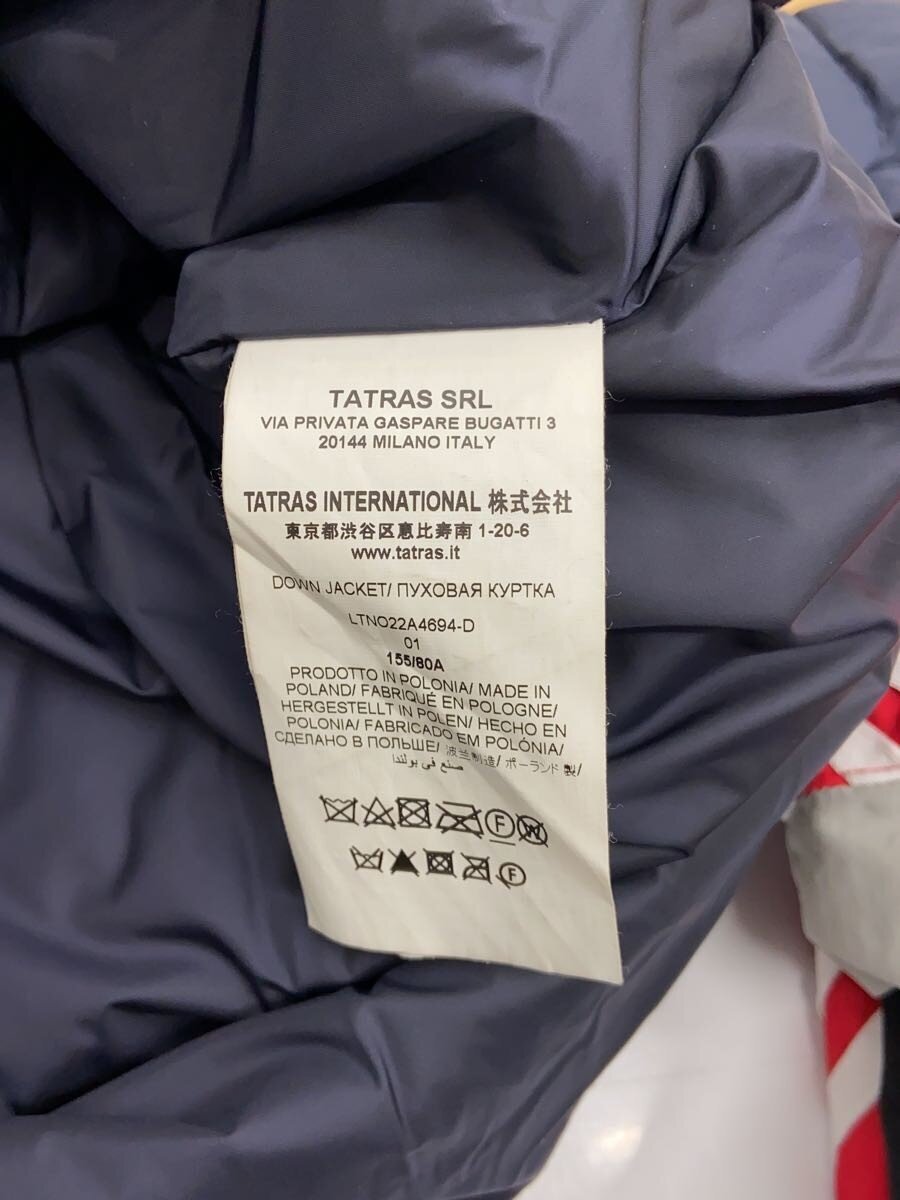 TATRAS SRL
VIA PRIVATA GASPARE BUGATTI 3
20144 MILANO ITALY
TATRAS INTERNATIONAL 株式会社
東京都渋谷区恵比寿南 1-20-6
www.tatras.it
DOWN JACKET/ ПУХОВАЯ КУРТКА
LTNO22A4694-D
01
155/80A
PRODOTTO IN POLONIA/ MADE IN
POLAND/ FABRIQUÉ EN POLOGNE/
HERGESTELLT IN POLEN/ HECHO EN
POLONIA/ FABRICADO EM POLÓNIA/
СДЕЛАНО В ПОЛЬШЕ/ 波兰制造/ ポーランド製/
صنع في بولندا
F W
F